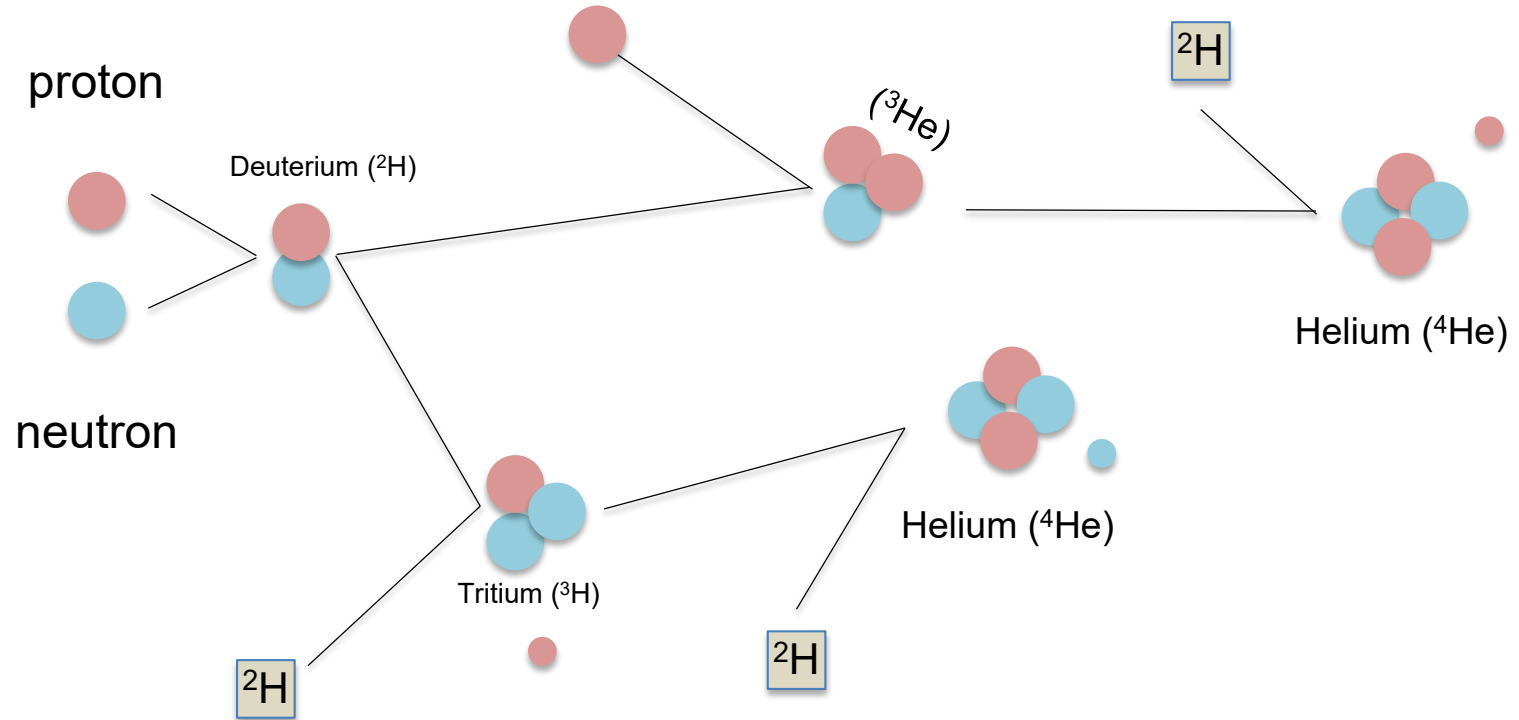 proton
²H
(³He)
Deuterium (²H)
Helium (⁴He)
neutron
Helium (⁴He)
Tritium (³H)
²H
²H